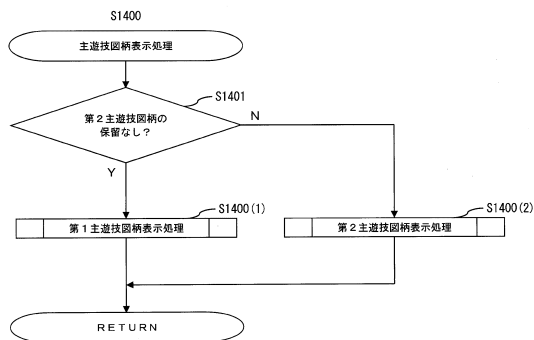 S1400
主遊技図柄表示処理
S1401
第2主遊技図柄の
保留なし?
N
Y
S1400(1)
第1主遊技図柄表示処理
S1400(2)
第2主遊技図柄表示処理
RETURN